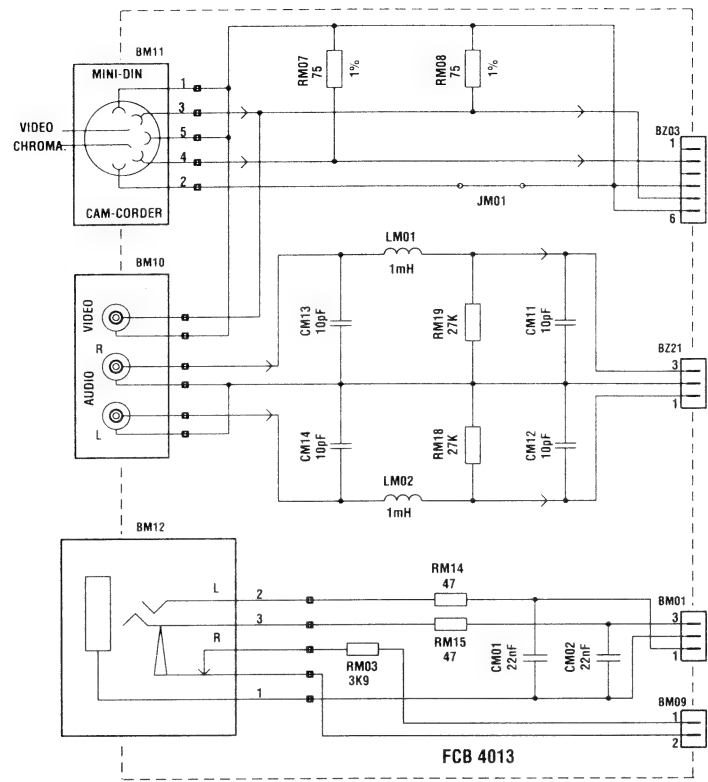 BM11
MINI-DIN
VIDEO
CHROMA.
CAM-CORDER
1
3
5
4
2
RM07
75
1%
RM08
75
1%
JM01
BZ03
1
6
BM10
VIDEO
R
AUDIO
L
LM01
1mH
CM13
10pF
RM19
27K
CM11
10pF
BZ21
3
1
CM14
10pF
RM18
27K
CM12
10pF
LM02
1mH
BM12
L
2
3
R
1
RM14
47
RM15
47
RM03
3K9
CM01
22nF
CM02
22nF
BM01
3
1
BM09
1
2
FCB 4013